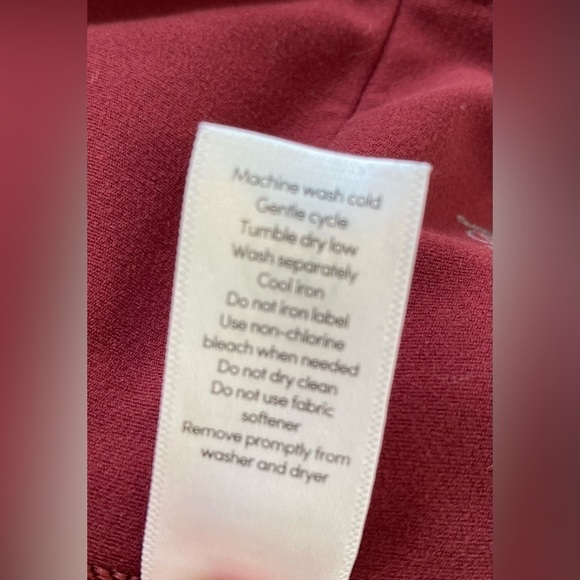 Machine wash cold
Gentle cycle
Tumble dry low
Wash separately
Cool iron
Do not iron label
Use non-chlorine
bleach when needed
Do not dry clean
Do not use fabric
softener
Remove promptly from
washer and dryer